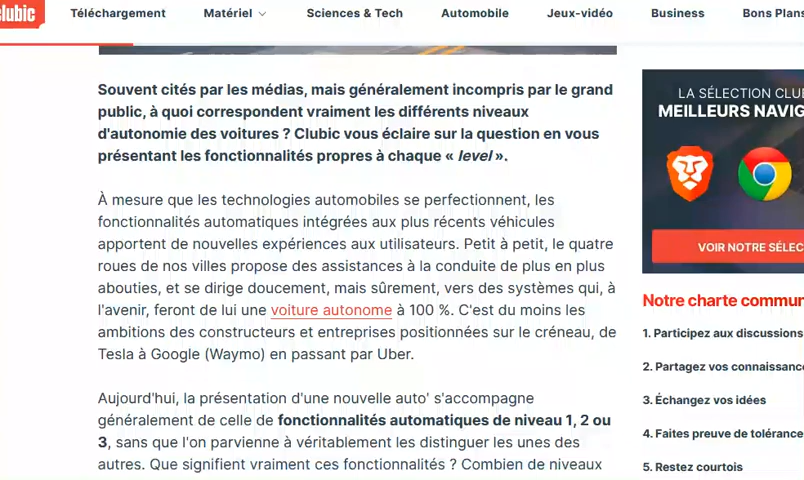 clubic
Téléchargement
Matériel
Sciences & Tech
Automobile
Jeux-vidéo
Business
Bons Plans
Souvent cités par les médias, mais généralement incompris par le grand
public, à quoi correspondent vraiment les différents niveaux
d'autonomie des voitures ? Clubic vous éclaire sur la question en vous
présentant les fonctionnalités propres à chaque « level ».
À mesure que les technologies automobiles se perfectionnent, les
fonctionnalités automatiques intégrées aux plus récents véhicules
apportent de nouvelles expériences aux utilisateurs. Petit à petit, le quatre
roues de nos villes propose des assistances à la conduite de plus en plus
abouties, et se dirige doucement, mais sûrement, vers des systèmes qui, à
l'avenir, feront de lui une voiture autonome à 100 %. C'est du moins les
ambitions des constructeurs et entreprises positionnées sur le créneau, de
Tesla à Google (Waymo) en passant par Uber.
Aujourd'hui, la présentation d'une nouvelle auto' s'accompagne
généralement de celle de fonctionnalités automatiques de niveau 1, 2 ou
3, sans que l'on parvienne à véritablement les distinguer les unes des
autres. Que signifient vraiment ces fonctionnalités ? Combien de niveaux
LA SÉLECTION CLU
MEILLEURS NAVIG
VOIR NOTRE SÉLEC
Notre charte commun
1. Participez aux discussions
2. Partagez vos connaissance
3. Échangez vos idées
4. Faites preuve de tolérance
5. Restez courtois